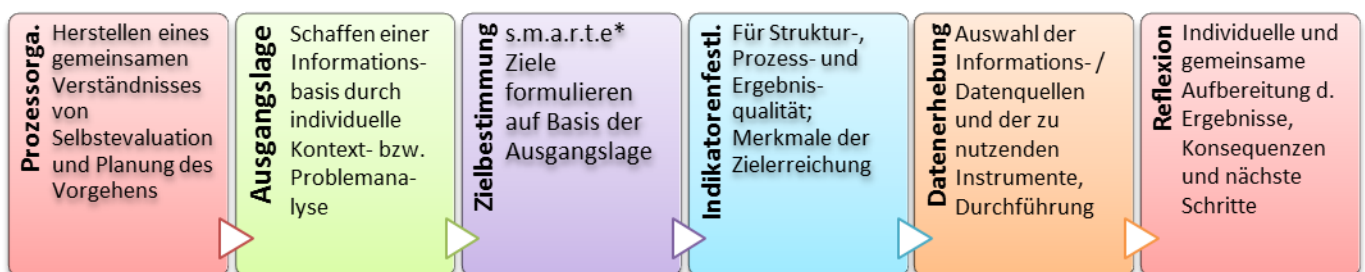 Prozessorga.
Herstellen eines
gemeinsamen
Verständnisses
von
Selbstevaluation
und Planung des
Vorgehens
Ausgangslage
Schaffen einer
Informations-
basis durch
individuelle
Kontext- bzw.
Problemana-
lyse
Zielbestimmung
s.m.a.r.t.e*
Ziele
formulieren
auf Basis der
Ausgangslage
Indikatorenfestl.
Für Struktur-,
Prozess- und
Ergebnis-
qualität;
Merkmale der
Zielerreichung
Datenerhebung
Auswahl der
Informations- /
Datenquellen
und der zu
nutzenden
Instrumente,
Durchführung
Reflexion
Individuelle und
gemeinsame
Aufbereitung d.
Ergebnisse,
Konsequenzen
und nächste
Schritte